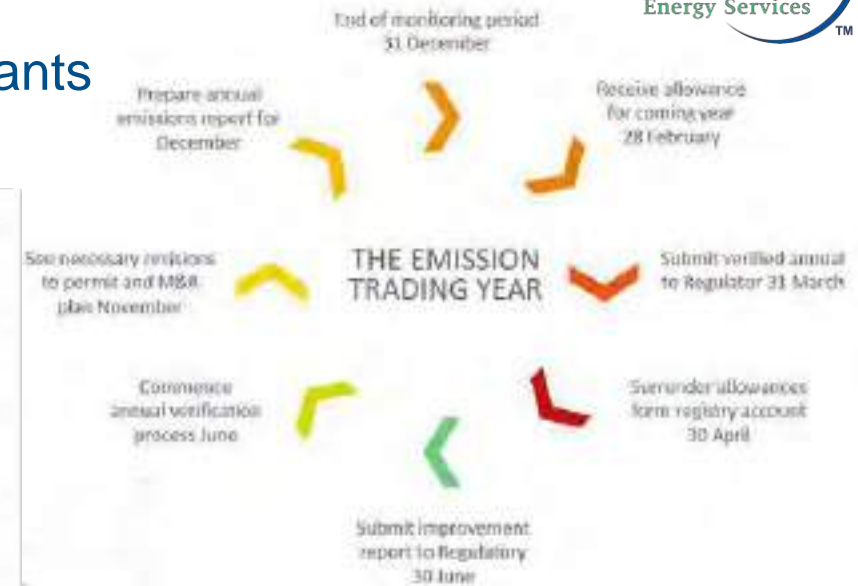 Energy Services
TM
ants
End of monitoring period
31 December
Receive allowance
for coming year
28 February
Submit verified annual
to Regulator 31 March
Surrender allowances
form registry account
30 April
Submit improvement
report to Regulatory
30 June
Commence
annual verification
process June
See necessary revisions
to permit and M&R
plan November
Prepare annual
emissions report for
December
THE EMISSION
TRADING YEAR